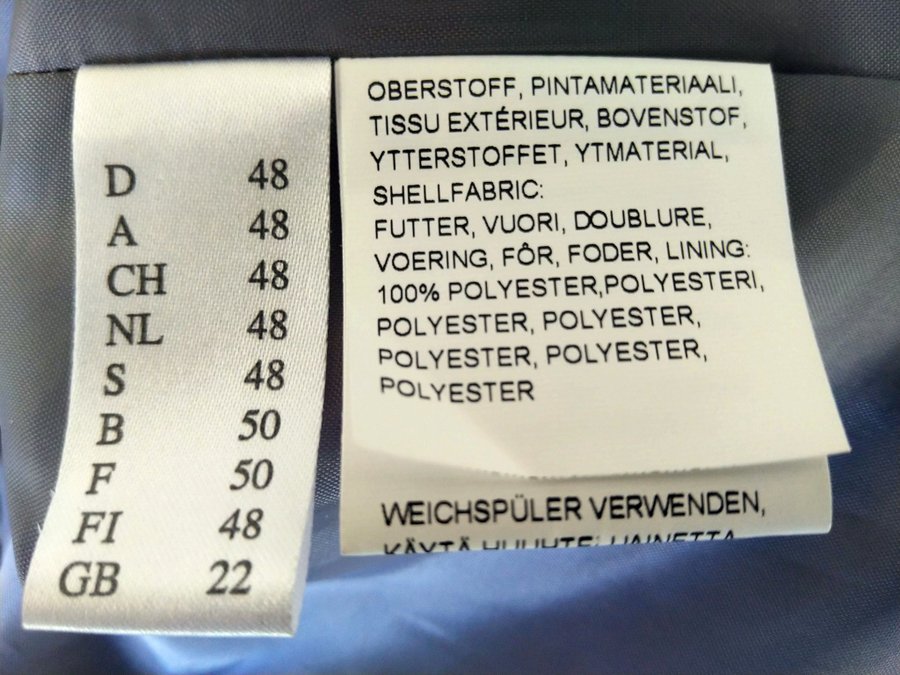 D 48
A 48
CH 48
NL 48
S 48
B 50
F 50
FI 48
GB 22
OBERSTOFF, PINTAMATERIAALI,
TISSU EXTÉRIEUR, BOVENSTOF,
YTTERSTOFFET, YTMATERIAL,
SHELLFABRIC:
FUTTER, VUORI, DOUBLURE,
VOERING, FÔR, FODER, LINING:
100% POLYESTER,POLYESTERI,
POLYESTER, POLYESTER,
POLYESTER, POLYESTER,
POLYESTER
WEICHSPÜLER VERWENDEN,
KÄYTÄ